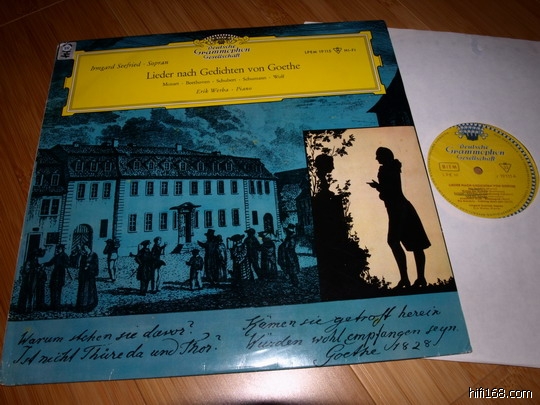 Deutsche
Grammophon
Gesellschaft
Irmgard Seefried · Sopran
Lieder nach Gedichten von Goethe
Mozart · Beethoven · Schubert · Schumann · Wolf
Erik Werba · Piano
Warum stehen sie davor?
Ist nicht Thüre da und Thor?
Kämen sie getrost herein
Würden wohl empfangen seyn.
Goethe 1828
Deutsche
Grammophon
Gesellschaft
hifi168.com